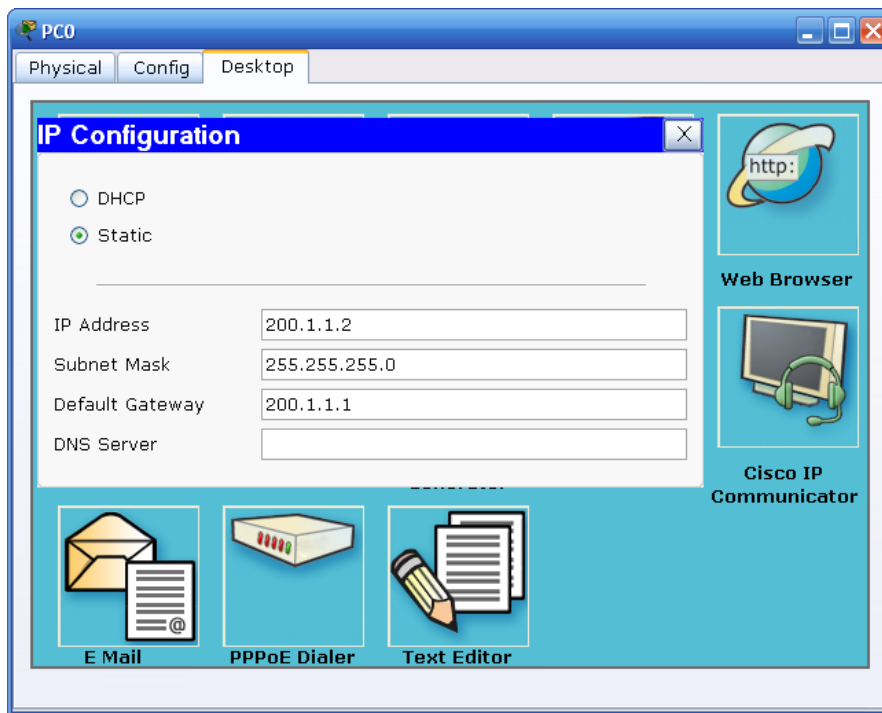 PC0
Physical Config Desktop
IP Configuration X
DHCP
Static
IP Address 200.1.1.2
Subnet Mask 255.255.255.0
Default Gateway 200.1.1.1
DNS Server
http:
Web Browser
Cisco IP
Communicator
@
E Mail PPPoE Dialer Text Editor